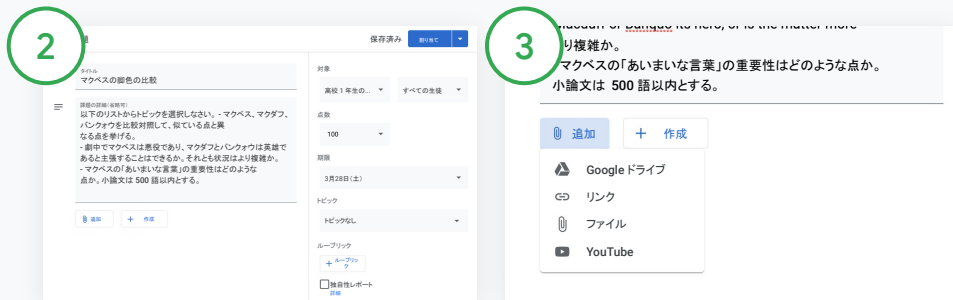 2
題
保存済み
割り当て
タイトル
マクベスの脚色の比較
課題の詳細(省略可)
以下のリストからトピックを選択しなさい。- マクベス、マクダフ、
バンクォウを比較対照して、似ている点と異
なる点を挙げる。
- 劇中でマクベスは悪役であり、マクダフとバンクォウは英雄で
あると主張することはできるか。それとも状況はより複雑か。
- マクベスの「あいまいな言葉」の重要性はどのような
点か。小論文は 500 語以内とする。
追加
作成
対象
高校 1 年生の...
すべての生徒
点数
100
期限
3月28日(土)
トピック
トピックなし
ルーブリック
ルーブリッ
ク
独自性レポート
詳細
3
Macduff or Banquo its hero, or is the matter more
り複雑か。
マクベスの「あいまいな言葉」の重要性はどのような点か。
小論文は 500 語以内とする。
追加
作成
Google ドライブ
リンク
ファイル
YouTube